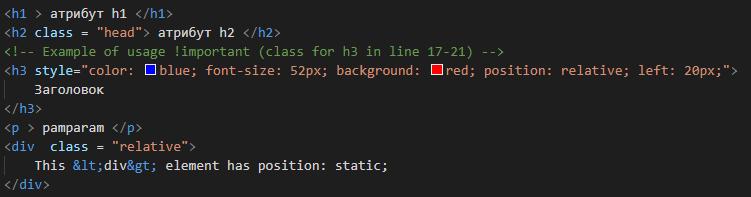 <h1 > атрибут h1 </h1>
<h2 class = "head"> атрибут h2 </h2>
<!-- Example of usage !important (class for h3 in line 17-21) -->
<h3 style="color: blue; font-size: 52px; background: red; position: relative; left: 20px;">
Заголовок
</h3>
<p > pamparam </p>
<div  class = "relative">
This &lt;div&gt; element has position: static;
</div>